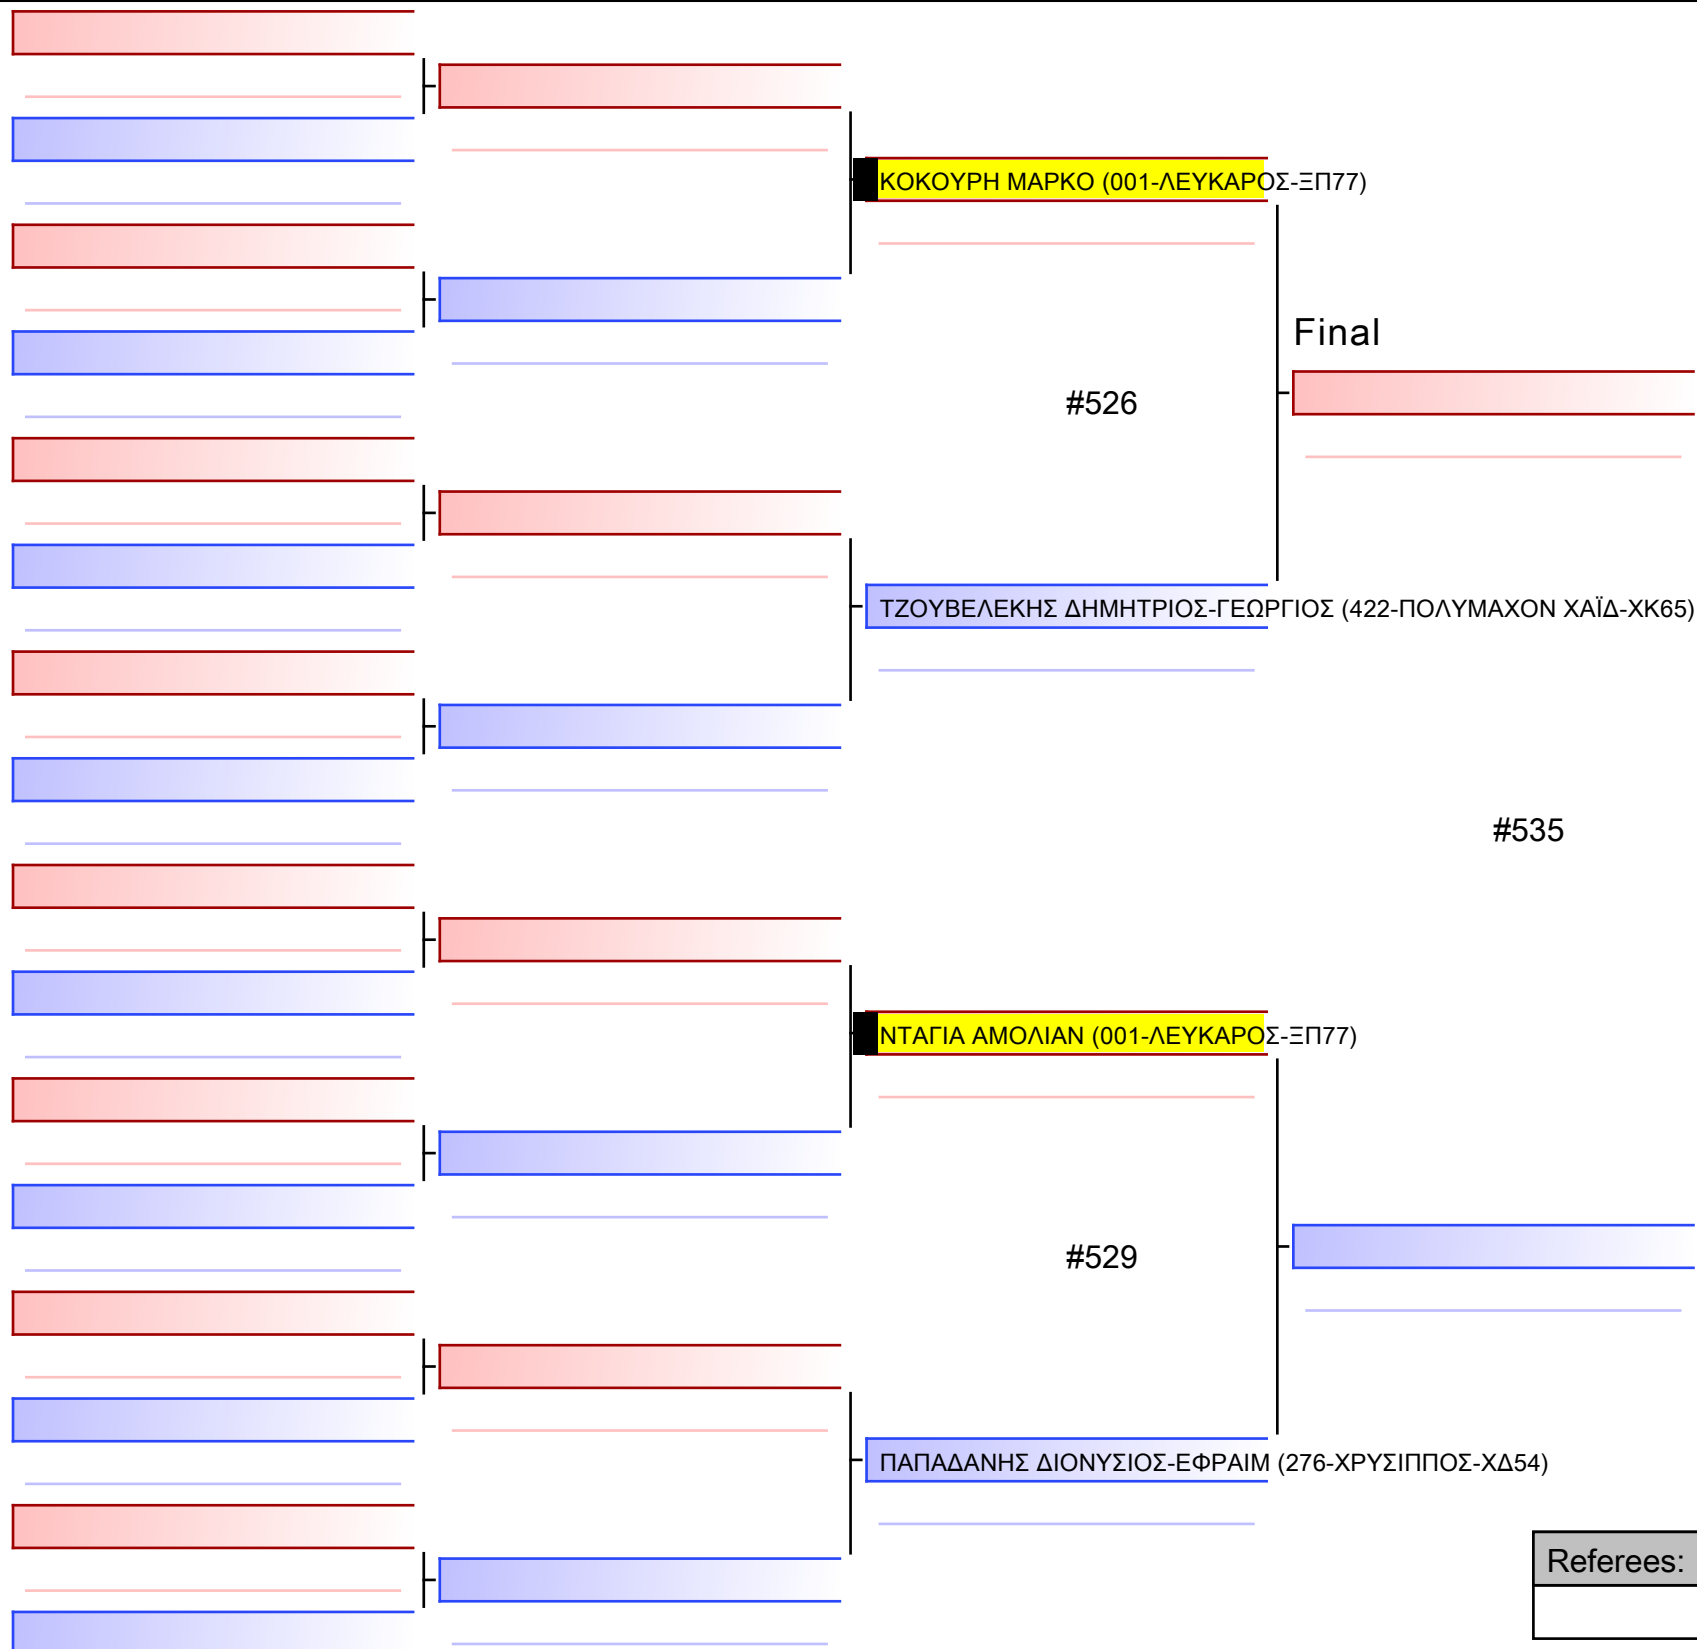 ΚΟΚΟΥΡΗ ΜΑΡΚΟ (001-ΛΕΥΚΑΡΟΣ-ΞΠ77)
Final
#526
ΤΖΟΥΒΕΛΕΚΗΣ ΔΗΜΗΤΡΙΟΣ-ΓΕΩΡΓΙΟΣ (422-ΠΟΛΥΜΑΧΟΝ ΧΑΪΔ-ΧΚ65)
#535
ΝΤΑΓΙΑ ΑΜΟΛΙΑΝ (001-ΛΕΥΚΑΡΟΣ-ΞΠ77)
#529
ΠΑΠΑΔΑΝΗΣ ΔΙΟΝΥΣΙΟΣ-ΕΦΡΑΙΜ (276-ΧΡΥΣΙΠΠΟΣ-ΧΔ54)
Referees: